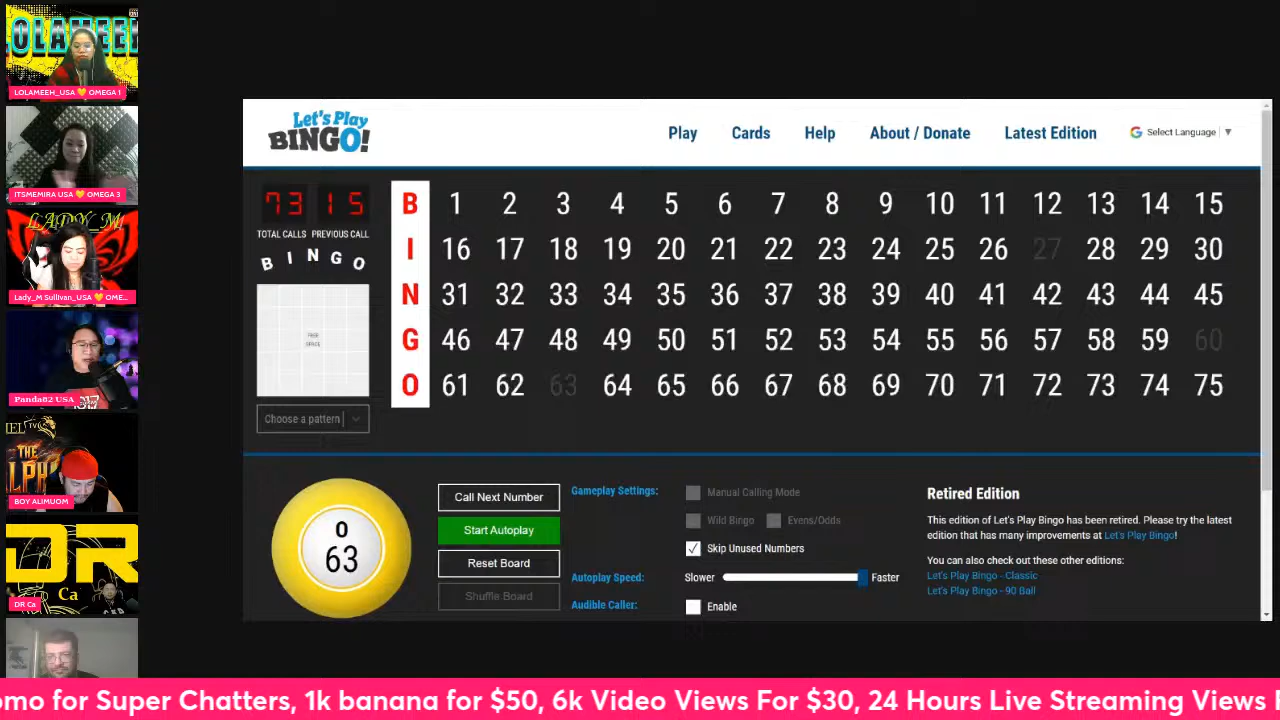 LOLAMEEH
LOLAMEEH_USA 💛 OMEGA 1
ITSMEMIRA USA 💛 OMEGA 3
LADY_M
Lady_M Sullivan_USA 💛 OME...
Panda82 USA
THE
BOY ALIMUOM
DR
Ca
DR Ca
Let's Play
BINGO!
Play Cards Help About / Donate Latest Edition Select Language ▼
73 15
TOTAL CALLS PREVIOUS CALL
B I N G O
FREE
SPACE
Choose a pattern
B 1 2 3 4 5 6 7 8 9 10 11 12 13 14 15
I 16 17 18 19 20 21 22 23 24 25 26 27 28 29 30
N 31 32 33 34 35 36 37 38 39 40 41 42 43 44 45
G 46 47 48 49 50 51 52 53 54 55 56 57 58 59 60
O 61 62 63 64 65 66 67 68 69 70 71 72 73 74 75
O
63
Call Next Number
Start Autoplay
Reset Board
Shuffle Board
Gameplay Settings:
Manual Calling Mode
Wild Bingo Evens/Odds
Skip Unused Numbers
Autoplay Speed: Slower Faster
Audible Caller: Enable
Retired Edition
This edition of Let's Play Bingo has been retired. Please try the latest
edition that has many improvements at Let's Play Bingo!
You can also check out these other editions:
Let's Play Bingo - Classic
Let's Play Bingo - 90 Ball
omo for Super Chatters, 1k banana for $50, 6k Video Views For $30, 24 Hours Live Streaming Views